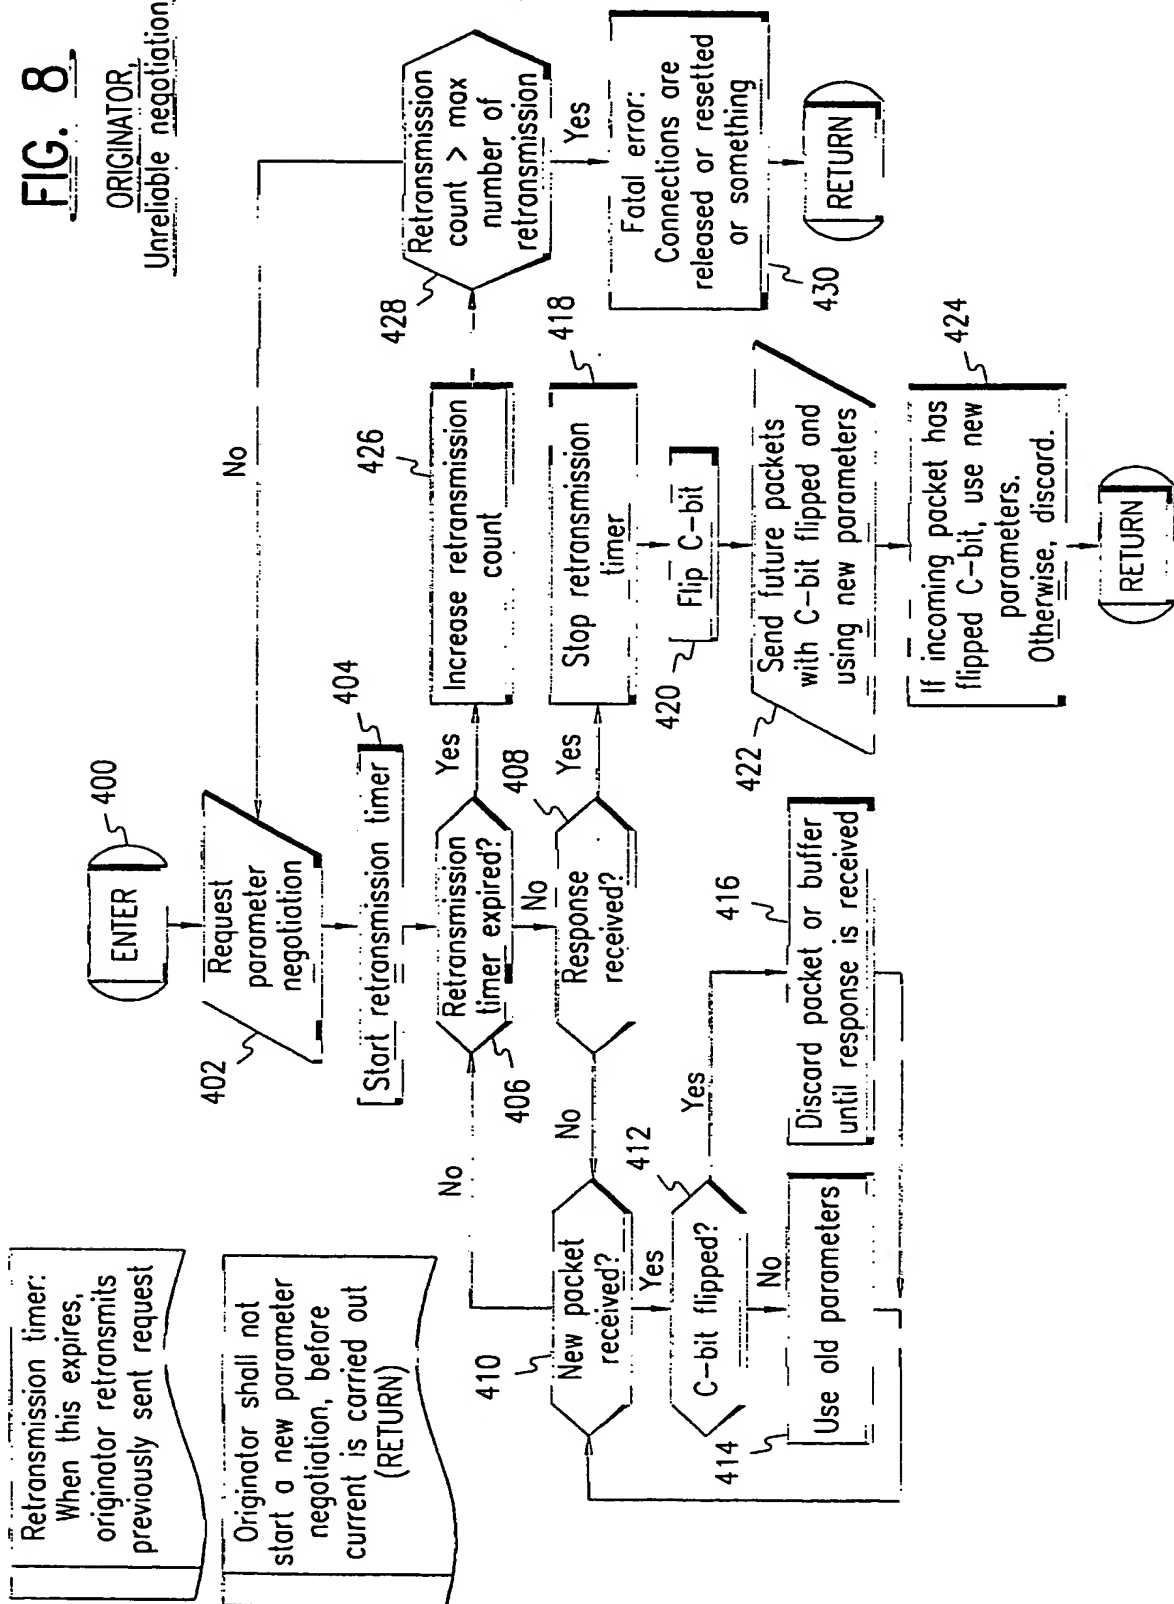 FIG. 8
ORIGINATOR,
Unreliable negotiation
Retransmission timer:
When this expires,
originator retransmits
previously sent request
Originator shall not
start a new parameter
negotiation, before
current is carried out
(RETURN)
ENTER
400
Request
parameter
negotiation
402
Start retransmission timer
404
Retransmission
timer expired?
406
Yes
No
Increase retransmission
count
426
Retransmission
count > max
number of
retransmission
428
No
Yes
Fatal error:
Connections are
released or resetted
or something
430
RETURN
Response
received?
408
Yes
No
Stop retransmission
timer
418
Flip C-bit
420
Send future packets
with C-bit flipped and
using new parameters
422
If incoming packet has
flipped C-bit, use new
parameters.
Otherwise, discard.
424
RETURN
New packet
received?
410
No
Yes
C-bit flipped?
412
Yes
No
Use old parameters
414
Discard packet or buffer
until response is received
416